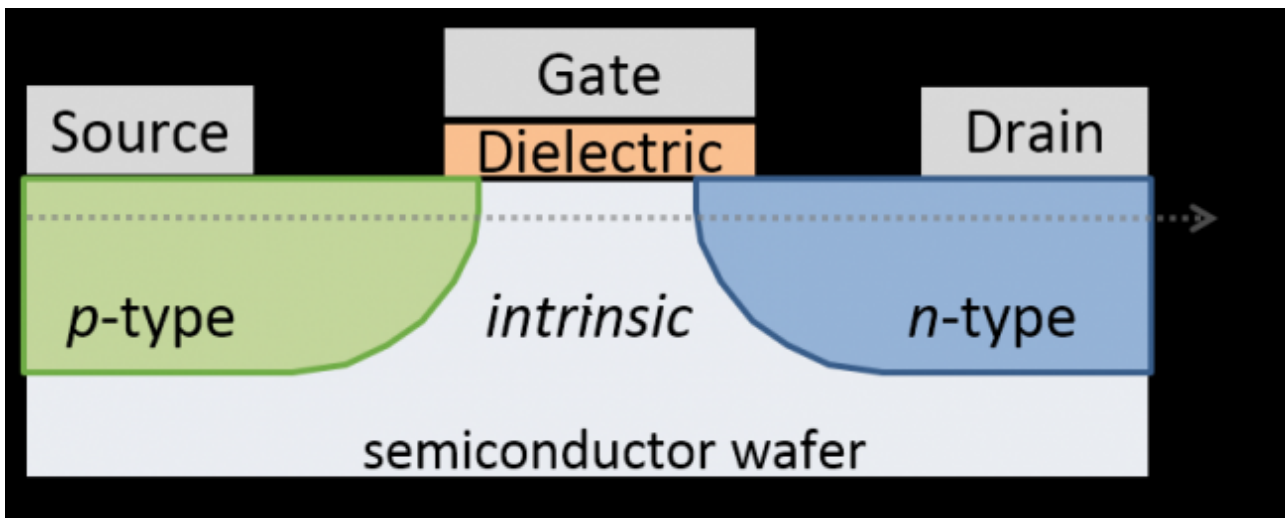 Gate
Source
Dielectric
Drain
p-type
intrinsic
n-type
semiconductor wafer